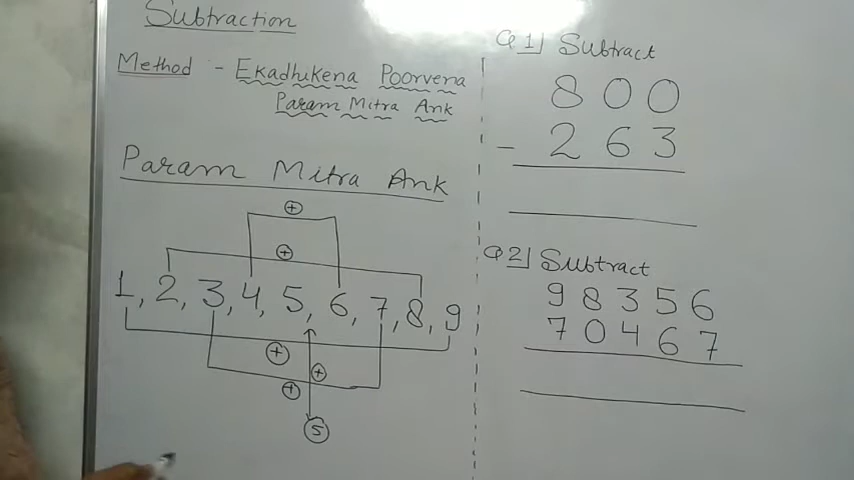 Subtraction
Method - Ekadhikena Poorvena
Param Mitra Ank
Param Mitra Ank
+
+
1, 2, 3, 4, 5, 6, 7, 8, 9
+
+
+
5
Q1] Subtract
800
- 263
Q2] Subtract
98356
70467